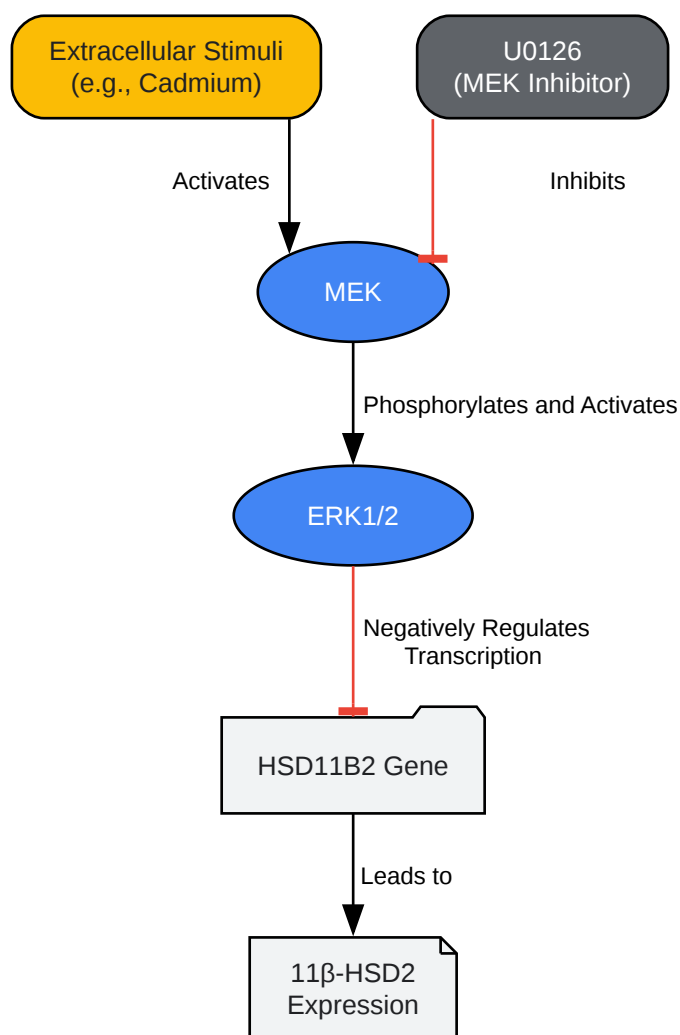 Extracellular Stimuli
(e.g., Cadmium)
U0126
(MEK Inhibitor)
Activates
Inhibits
MEK
Phosphorylates and Activates
ERK1/2
Negatively Regulates
Transcription
HSD11B2 Gene
Leads to
11β-HSD2
Expression